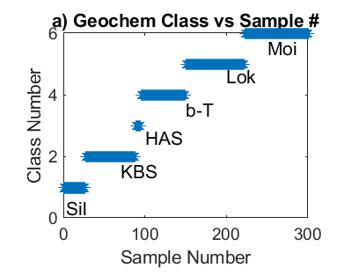 a) Geochem Class vs Sample #
6
Moi
Lok
4
b-T
HAS
2
KBS
Sil
0
0 100 200 300
Class Number
Sample Number